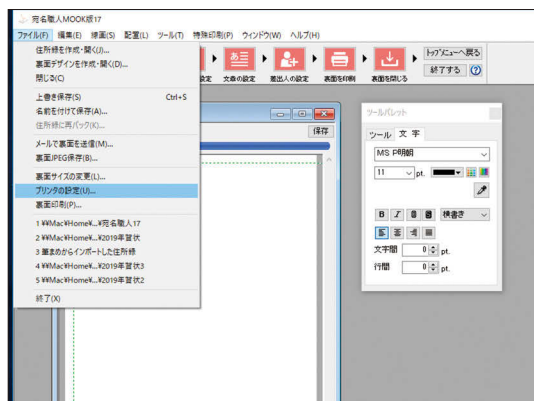 宛名職人MOOK版17
ファイル(F) 編集(E) 線画(S) 配置(L) ツール(T) 特殊印刷(P) ウィンドウ(W) ヘルプ(H)
住所録を作成・開く(J)...
裏面デザインを作成・開く(D)...
閉じる(C)
上書き保存(S) Ctrl+S
名前を付けて保存(A)...
住所録に再パック(K)...
メールで裏面を送信(M)...
裏面JPEG保存(B)...
裏面サイズの変更(L)...
プリンタの設定(U)...
裏面印刷(P)...
1 ¥¥Mac¥Home¥...¥宛名職人17
2 ¥¥Mac¥Home¥...¥2019年賀状
3 筆まめからインポートした住所録
4 ¥¥Mac¥Home¥...¥2019年賀状3
5 ¥¥Mac¥Home¥...¥2019年賀状2
終了(X)
設定 文章の設定 差出人の設定 裏面を印刷 裏面を閉じる
トップメニューへ戻る
終了する
保存
ツールパレット
ツール 文字
MS P明朝
11 pt.
B I 横書き
文字間 0 pt.
行間 0 pt.